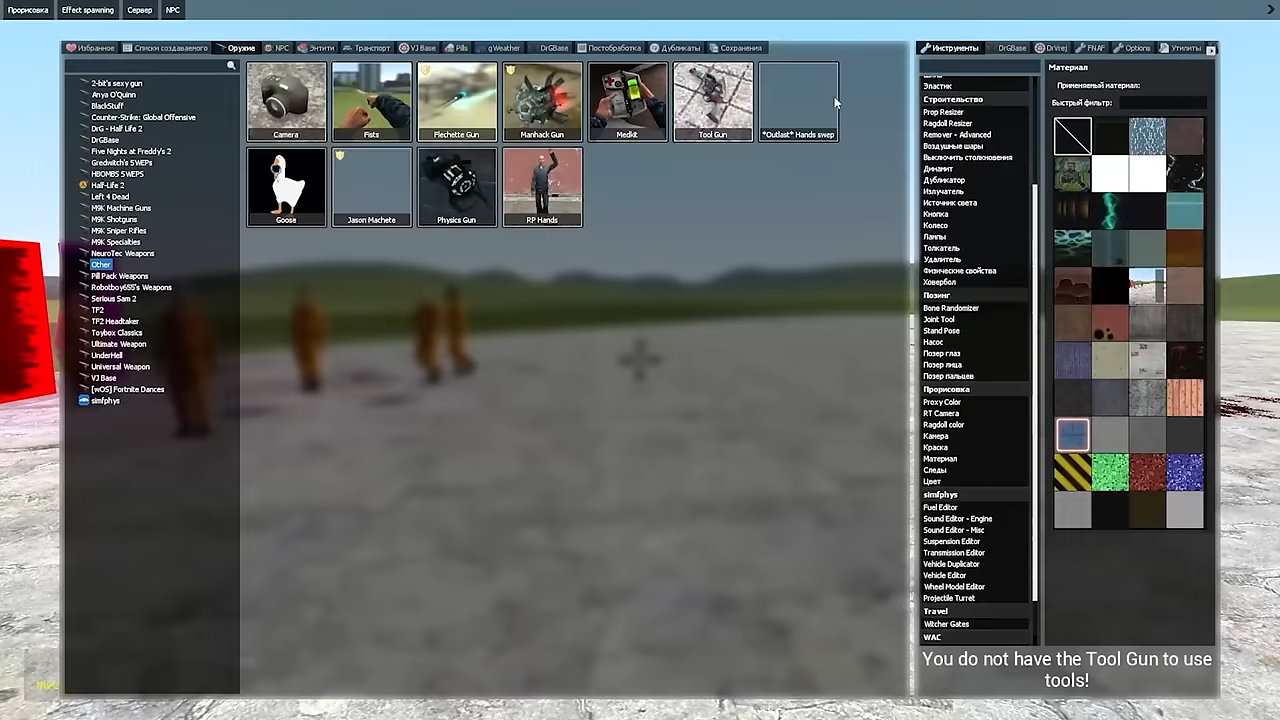 Прорисовка
Effect spawning
Сервер
NPC
Избранное
Списки создаваемого
Оружие
NPC
Энтити
Транспорт
VJ Base
Pills
gWeather
DrGBase
Постобработка
Дубликаты
Сохранения
2-bit's sexy gun
Anya O'Quinn
BlackStuff
Counter-Strike: Global Offensive
DrG - Half Life 2
DrGBase
Five Nights at Freddy's 2
Gredwitch's SWEPs
HBOMBS SWEPS
Half-Life 2
Left 4 Dead
M9K Machine Guns
M9K Shotguns
M9K Sniper Rifles
M9K Specialties
NeuroTec Weapons
Other
Pill Pack Weapons
Robotboy655's Weapons
Serious Sam 2
TF2
TF2 Headtaker
Toybox Classics
Ultimate Weapon
UnderHell
Universal Weapon
VJ Base
[wOS] Fortnite Dances
simfphys
Camera
Fists
Flechette Gun
Manhack Gun
Medkit
Tool Gun
*Outlast* Hands swep
Goose
Jason Machete
Physics Gun
RP Hands
Инструменты
DrGBase
DrVrej
FNAF
Options
Утилиты
Эластик
Строительство
Prop Resizer
Ragdoll Resizer
Remover - Advanced
Воздушные шары
Выключить столкновения
Динамит
Дубликатор
Излучатель
Источник света
Кнопка
Колесо
Лампы
Толкатель
Удалитель
Физические свойства
Ховербол
Позинг
Bone Randomizer
Joint Tool
Stand Pose
Насос
Позер глаз
Позер лица
Позер пальцев
Прорисовка
Proxy Color
RT Camera
Ragdoll color
Камера
Краска
Материал
Следы
Цвет
simfphys
Fuel Editor
Sound Editor - Engine
Sound Editor - Misc
Suspension Editor
Transmission Editor
Vehicle Duplicator
Vehicle Editor
Wheel Model Editor
Projectile Turret
Travel
Witcher Gates
WAC
Материал
Применяемый материал:
Быстрый фильтр:
You do not have the Tool Gun to use
tools!